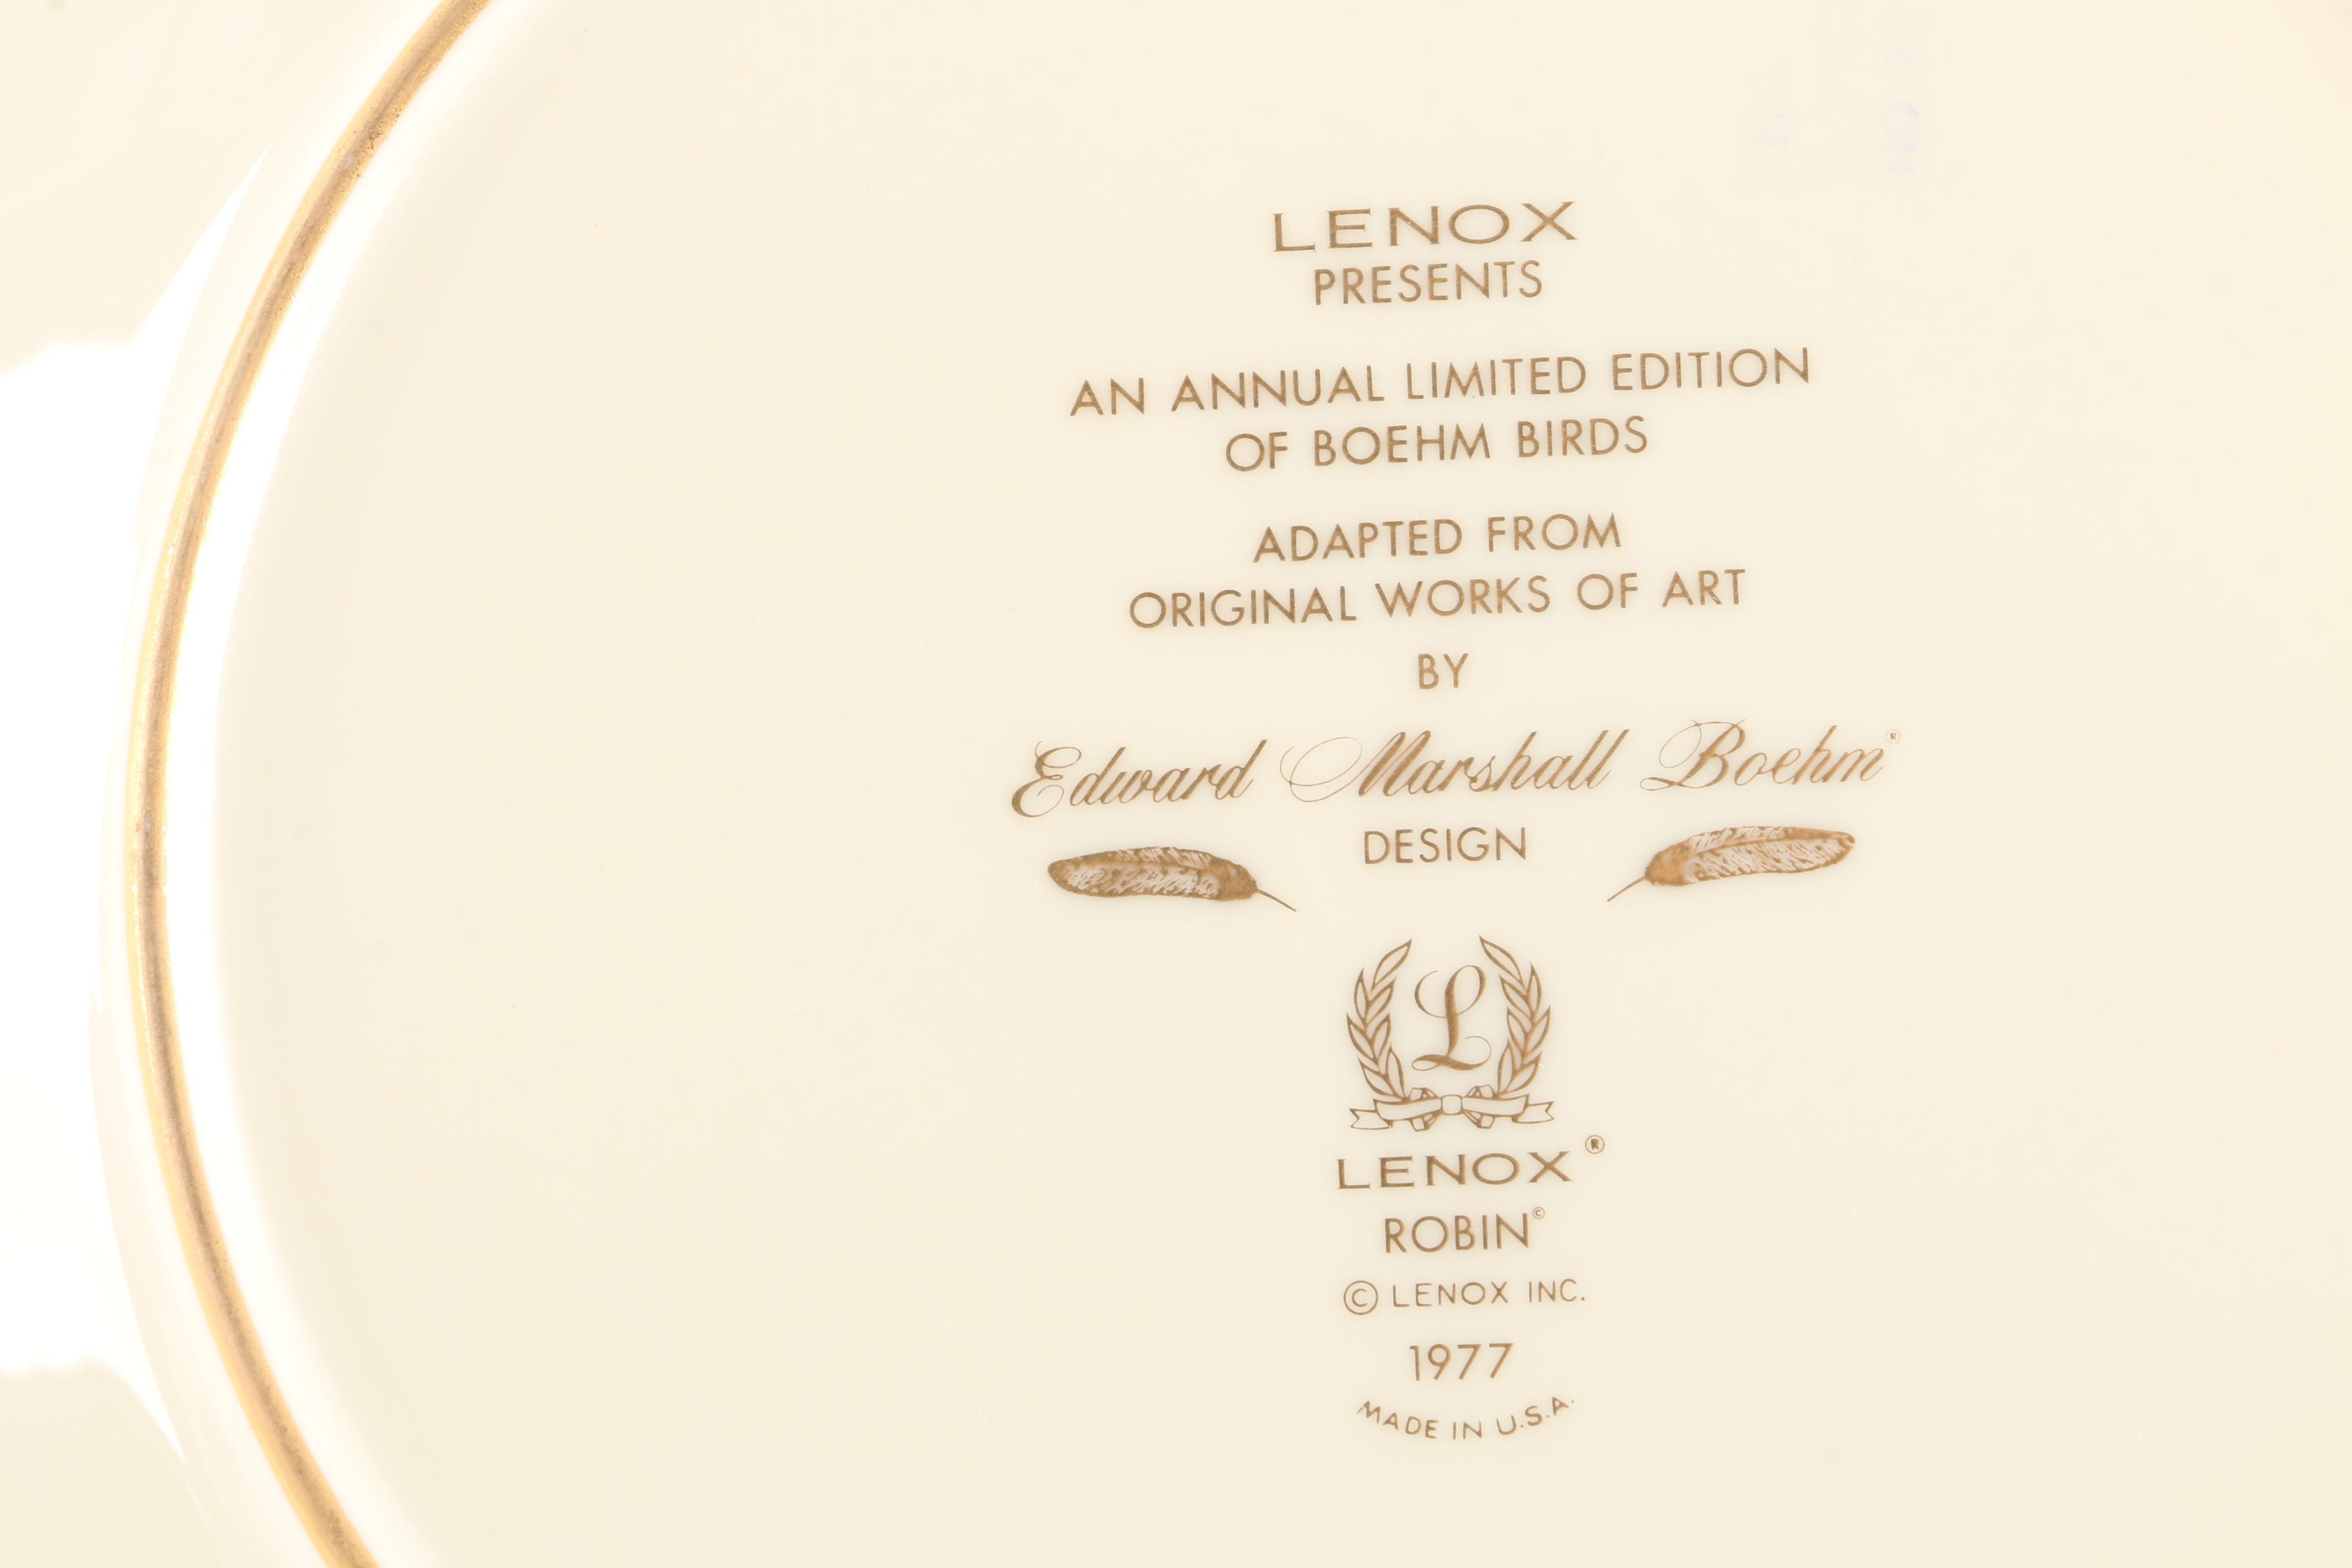 LENOX
PRESENTS
AN ANNUAL LIMITED EDITION
OF BOEHM BIRDS
ADAPTED FROM
ORIGINAL WORKS OF ART
BY
Edward Marshall Boehm®
DESIGN
L
LENOX®
ROBIN©
© LENOX INC.
1977
MADE IN U.S.A.